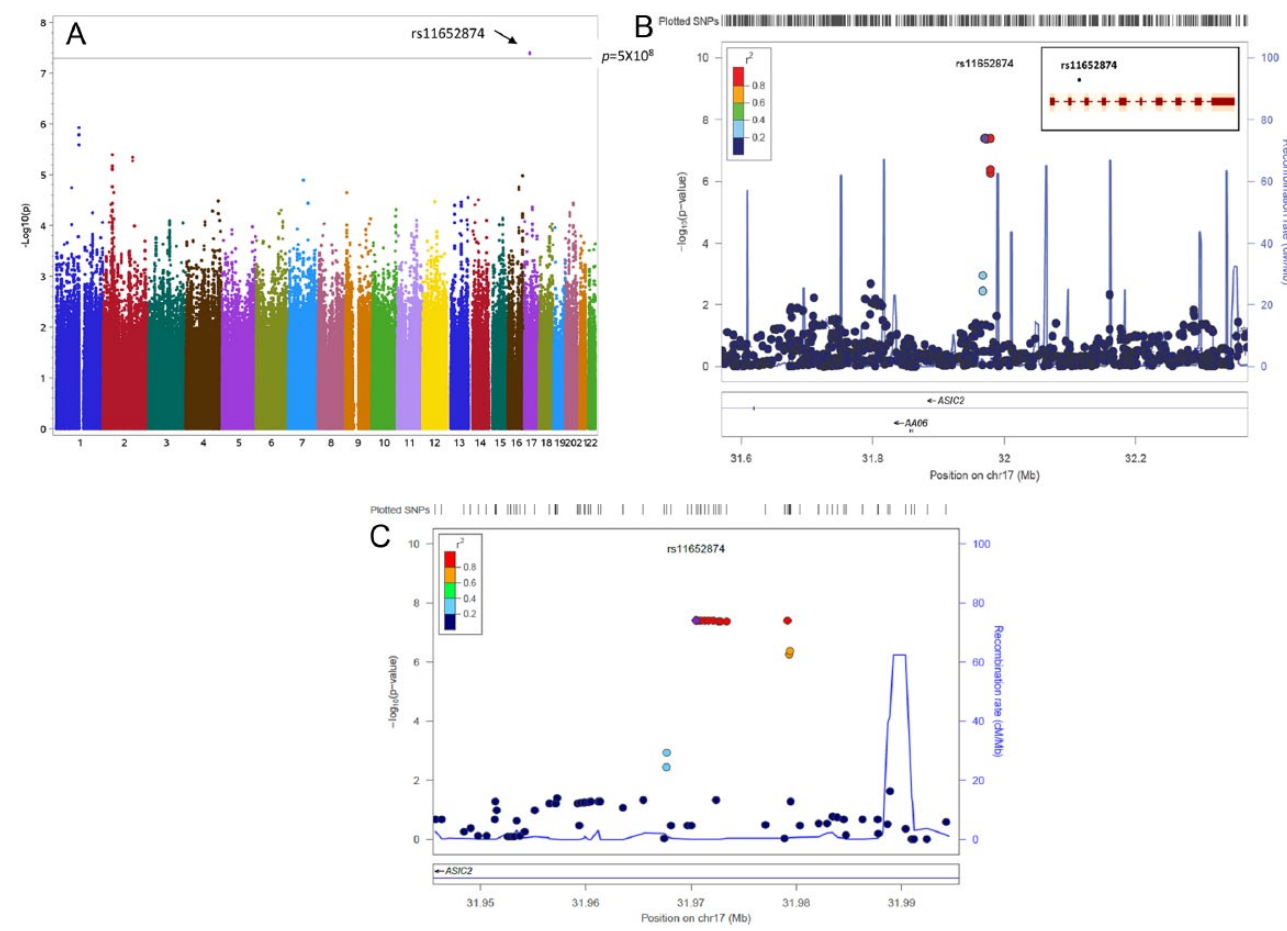 A
8
7
6
5
4
3
2
1
0
-Log10(p)
rs11652874
p=5X10⁸
1 2 3 4 5 6 7 8 9 10 11 12 13 14 15 16 17 18 19 20 21 22
B
Plotted SNPs
10
8
6
4
2
0
−log₁₀(p−value)
r²
0.8
0.6
0.4
0.2
rs11652874
rs11652874
100
80
60
40
20
0
←ASIC2
←AA06
31.6 31.8 32 32.2
Position on chr17 (Mb)
C
Plotted SNPs
10
8
6
4
2
0
−log₁₀(p−value)
r²
0.8
0.6
0.4
0.2
rs11652874
100
80
60
40
20
0
Recombination rate (cM/Mb)
←ASIC2
31.95 31.96 31.97 31.98 31.99
Position on chr17 (Mb)